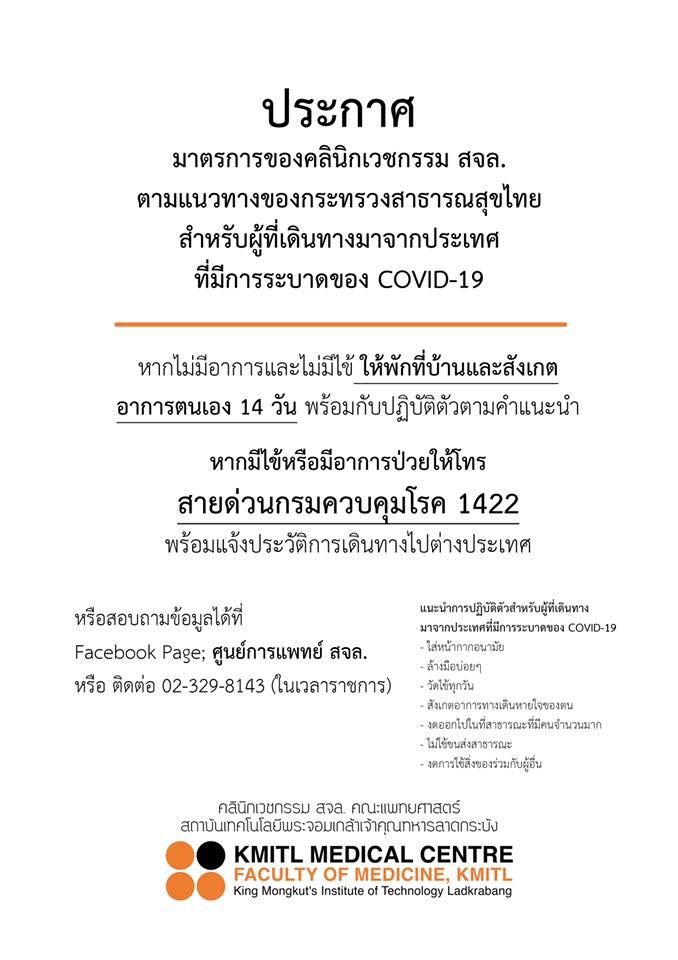 ประกาศ
มาตรการของคลินิกเวชกรรม สจล.
ตามแนวทางของกระทรวงสาธารณสุขไทย
สำหรับผู้ที่เดินทางมาจากประเทศ
ที่มีการระบาดของ COVID-19
หากไม่มีอาการและไม่มีไข้ ให้พักที่บ้านและสังเกต
อาการตนเอง 14 วัน พร้อมกับปฏิบัติตัวตามคำแนะนำ
หากมีไข้หรือมีอาการป่วยให้โทร
สายด่วนกรมควบคุมโรค 1422
พร้อมแจ้งประวัติการเดินทางไปต่างประเทศ
หรือสอบถามข้อมูลได้ที่
Facebook Page; ศูนย์การแพทย์ สจล.
หรือ ติดต่อ 02-329-8143 (ในเวลาราชการ)
แนะนำการปฏิบัติตัวสำหรับผู้ที่เดินทาง
มาจากประเทศที่มีการระบาดของ COVID-19
- ใส่หน้ากากอนามัย
- ล้างมือบ่อยๆ
- วัดไข้ทุกวัน
- สังเกตอาการทางเดินหายใจของตน
- งดออกไปในที่สาธารณะที่มีคนจำนวนมาก
- ไม่ใช้ขนส่งสาธารณะ
- งดการใช้สิ่งของร่วมกับผู้อื่น
คลินิกเวชกรรม สจล. คณะแพทยศาสตร์
สถาบันเทคโนโลยีพระจอมเกล้าเจ้าคุณทหารลาดกระบัง
KMITL MEDICAL CENTRE
FACULTY OF MEDICINE, KMITL
King Mongkut's Institute of Technology Ladkrabang